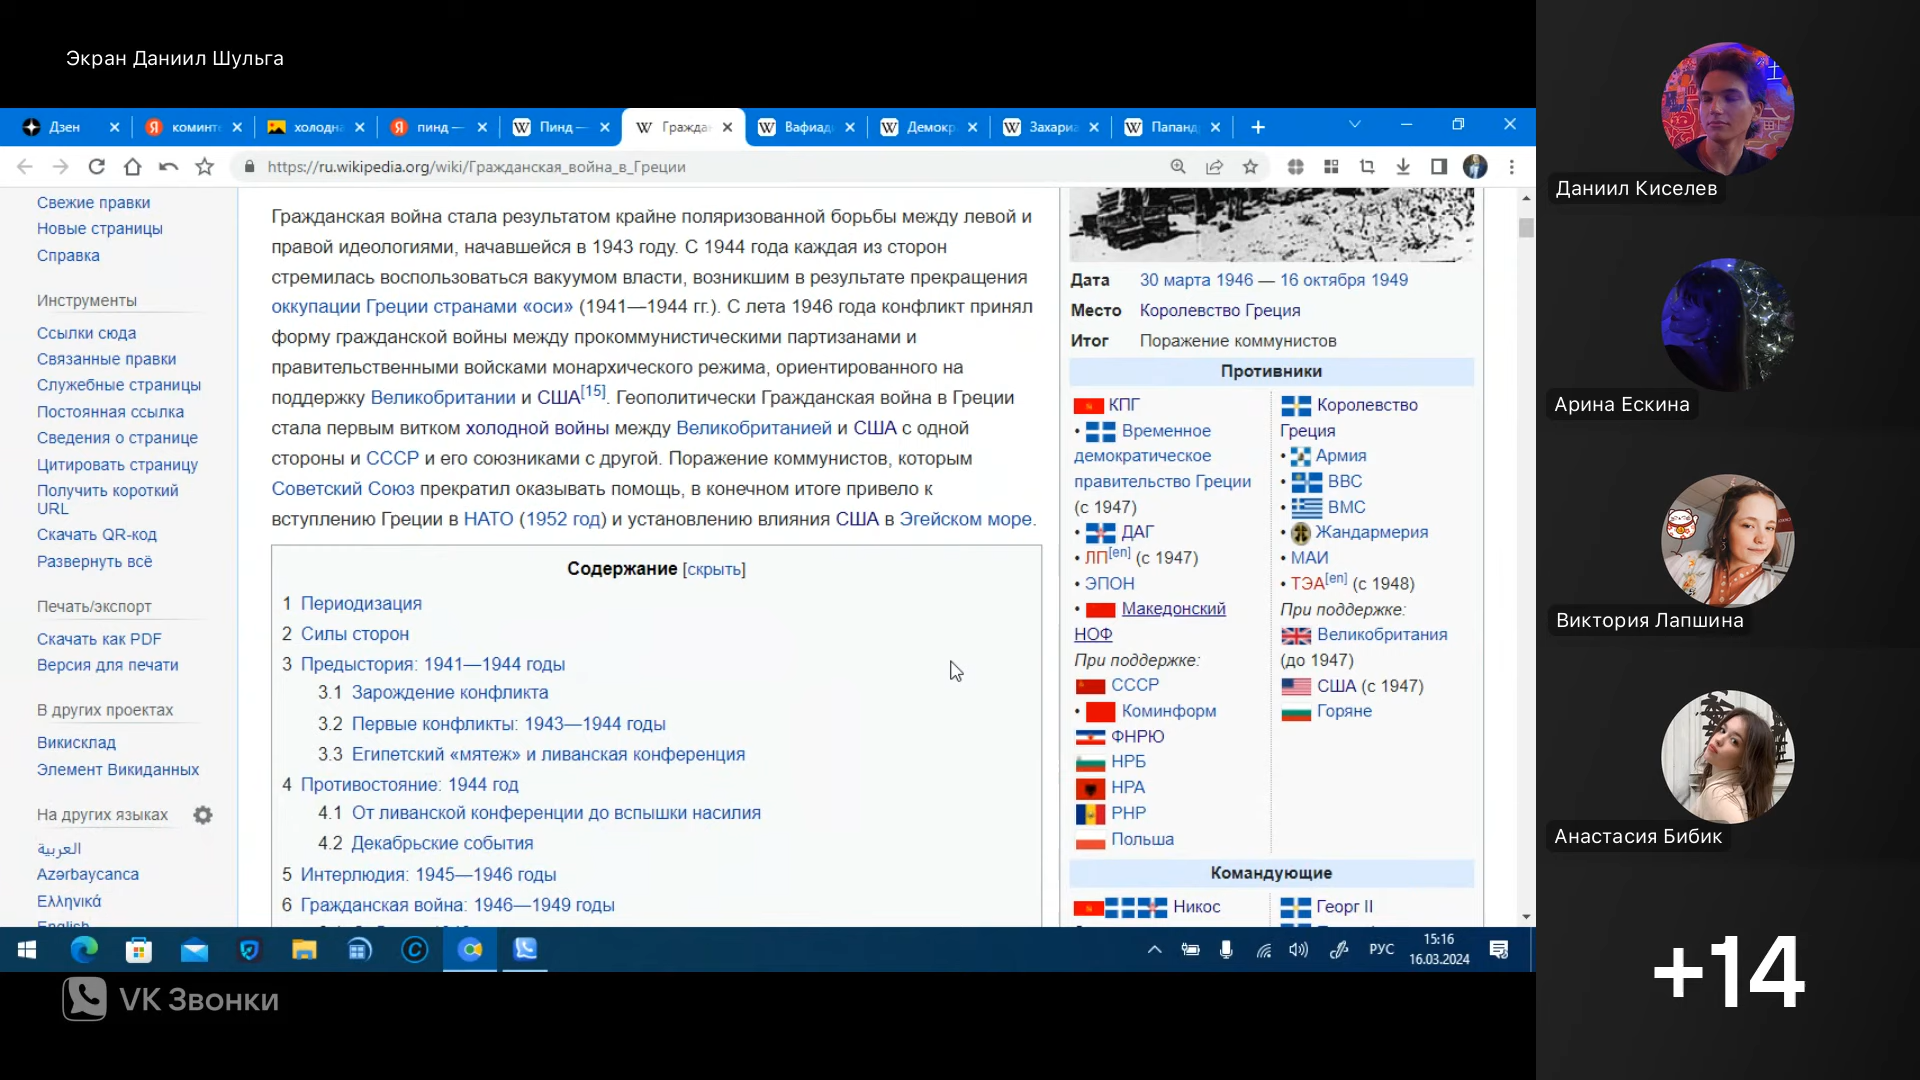 Экран Даниил Шульга
Дзен
коминт
холодн
пинд —
Пинд —
Гражда
Вафиад
Демокр
Захари
Папанд
https://ru.wikipedia.org/wiki/Гражданская_война_в_Греции
Свежие правки
Новые страницы
Справка
Инструменты
Ссылки сюда
Связанные правки
Служебные страницы
Постоянная ссылка
Сведения о странице
Цитировать страницу
Получить короткий
URL
Скачать QR-код
Развернуть всё
Печать/экспорт
Скачать как PDF
Версия для печати
В других проектах
Викисклад
Элемент Викиданных
На других языках
العربية
Azərbaycanca
Ελληνικά
English
Гражданская война стала результатом крайне поляризованной борьбы между левой и
правой идеологиями, начавшейся в 1943 году. С 1944 года каждая из сторон
стремилась воспользоваться вакуумом власти, возникшим в результате прекращения
оккупации Греции странами «оси» (1941—1944 гг.). С лета 1946 года конфликт принял
форму гражданской войны между прокоммунистическими партизанами и
правительственными войсками монархического режима, ориентированного на
поддержку Великобритании и США[15]. Геополитически Гражданская война в Греции
стала первым витком холодной войны между Великобританией и США с одной
стороны и СССР и его союзниками с другой. Поражение коммунистов, которым
Советский Союз прекратил оказывать помощь, в конечном итоге привело к
вступлению Греции в НАТО (1952 год) и установлению влияния США в Эгейском море.
Содержание [скрыть]
1 Периодизация
2 Силы сторон
3 Предыстория: 1941—1944 годы
3.1 Зарождение конфликта
3.2 Первые конфликты: 1943—1944 годы
3.3 Египетский «мятеж» и ливанская конференция
4 Противостояние: 1944 год
4.1 От ливанской конференции до вспышки насилия
4.2 Декабрьские события
5 Интерлюдия: 1945—1946 годы
6 Гражданская война: 1946—1949 годы
Дата 30 марта 1946 — 16 октября 1949
Место Королевство Греция
Итог Поражение коммунистов
Противники
КПГ
• Временное
демократическое
правительство Греции
(с 1947)
• ДАГ
• ЛП[en] (с 1947)
• ЭПОН
• Македонский
НОФ
При поддержке:
СССР
• Коминформ
ФНРЮ
НРБ
НРА
РНР
Польша
Королевство
Греция
• Армия
• ВВС
• ВМС
• Жандармерия
• МАИ
• ТЭА[en] (с 1948)
При поддержке:
Великобритания
(до 1947)
США (с 1947)
Горяне
Командующие
Никос
Георг II
РУС
15:16
16.03.2024
VK Звонки
Даниил Киселев
Арина Ескина
Виктория Лапшина
Анастасия Бибик
+14